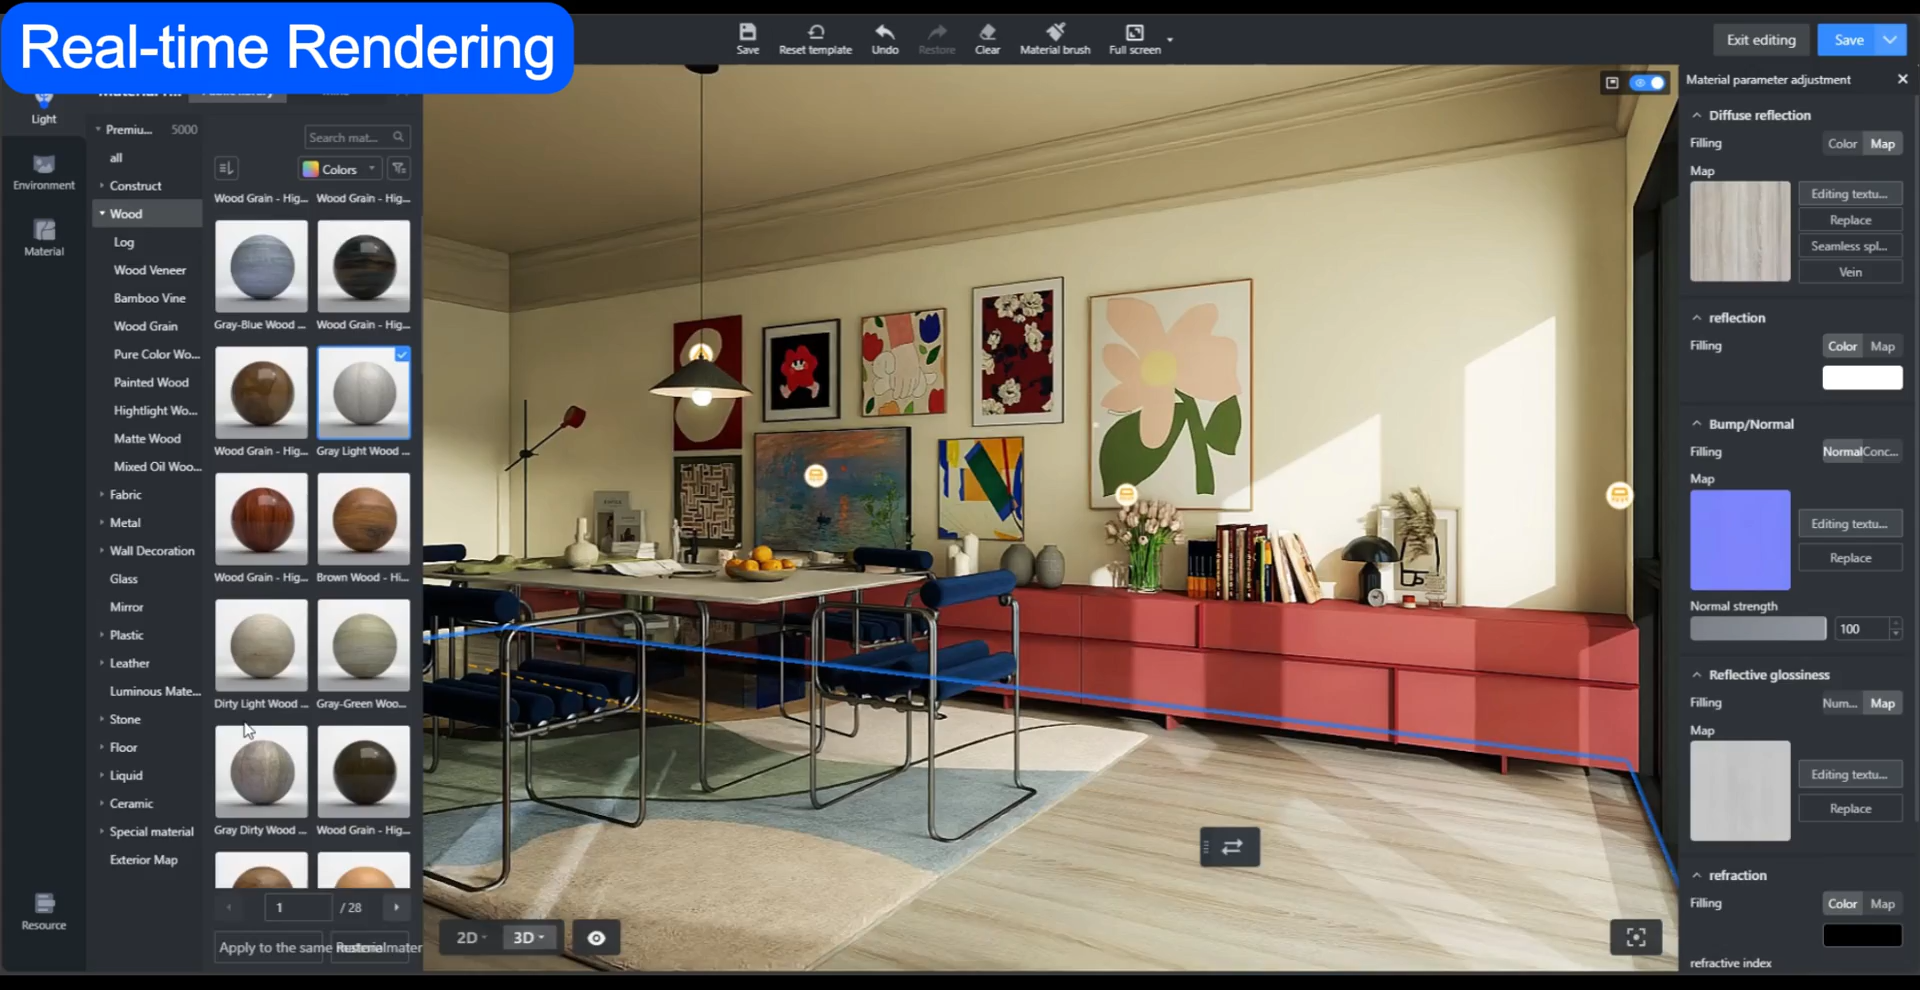 Real-time Rendering
Save
Reset template
Undo
Restore
Clear
Material brush
Full screen
Exit editing
Save
Light
Environment
Material
Resource
Premiu... 5000
all
Construct
Wood
Log
Wood Veneer
Bamboo Vine
Wood Grain
Pure Color Wo...
Painted Wood
Hightlight Wo...
Matte Wood
Mixed Oil Woo...
Fabric
Metal
Wall Decoration
Glass
Mirror
Plastic
Leather
Luminous Mate...
Stone
Floor
Liquid
Ceramic
Special material
Exterior Map
Search mat...
Colors
Wood Grain - Hig... Wood Grain - Hig...
Gray-Blue Wood ... Wood Grain - Hig...
Wood Grain - Hig... Gray Light Wood ...
Wood Grain - Hig... Brown Wood - Hi...
Dirty Light Wood ... Gray-Green Woo...
Gray Dirty Wood ... Wood Grain - Hig...
1 / 28
Apply to the same
2D 3D
Material parameter adjustment
Diffuse reflection
Filling Color Map
Map
Editing textu...
Replace
Seamless spl...
Vein
reflection
Filling Color Map
Bump/Normal
Filling Normal Conc...
Map
Editing textu...
Replace
Normal strength
100
Reflective glossiness
Filling Num... Map
Map
Editing textu...
Replace
refraction
Filling Color Map
refractive index